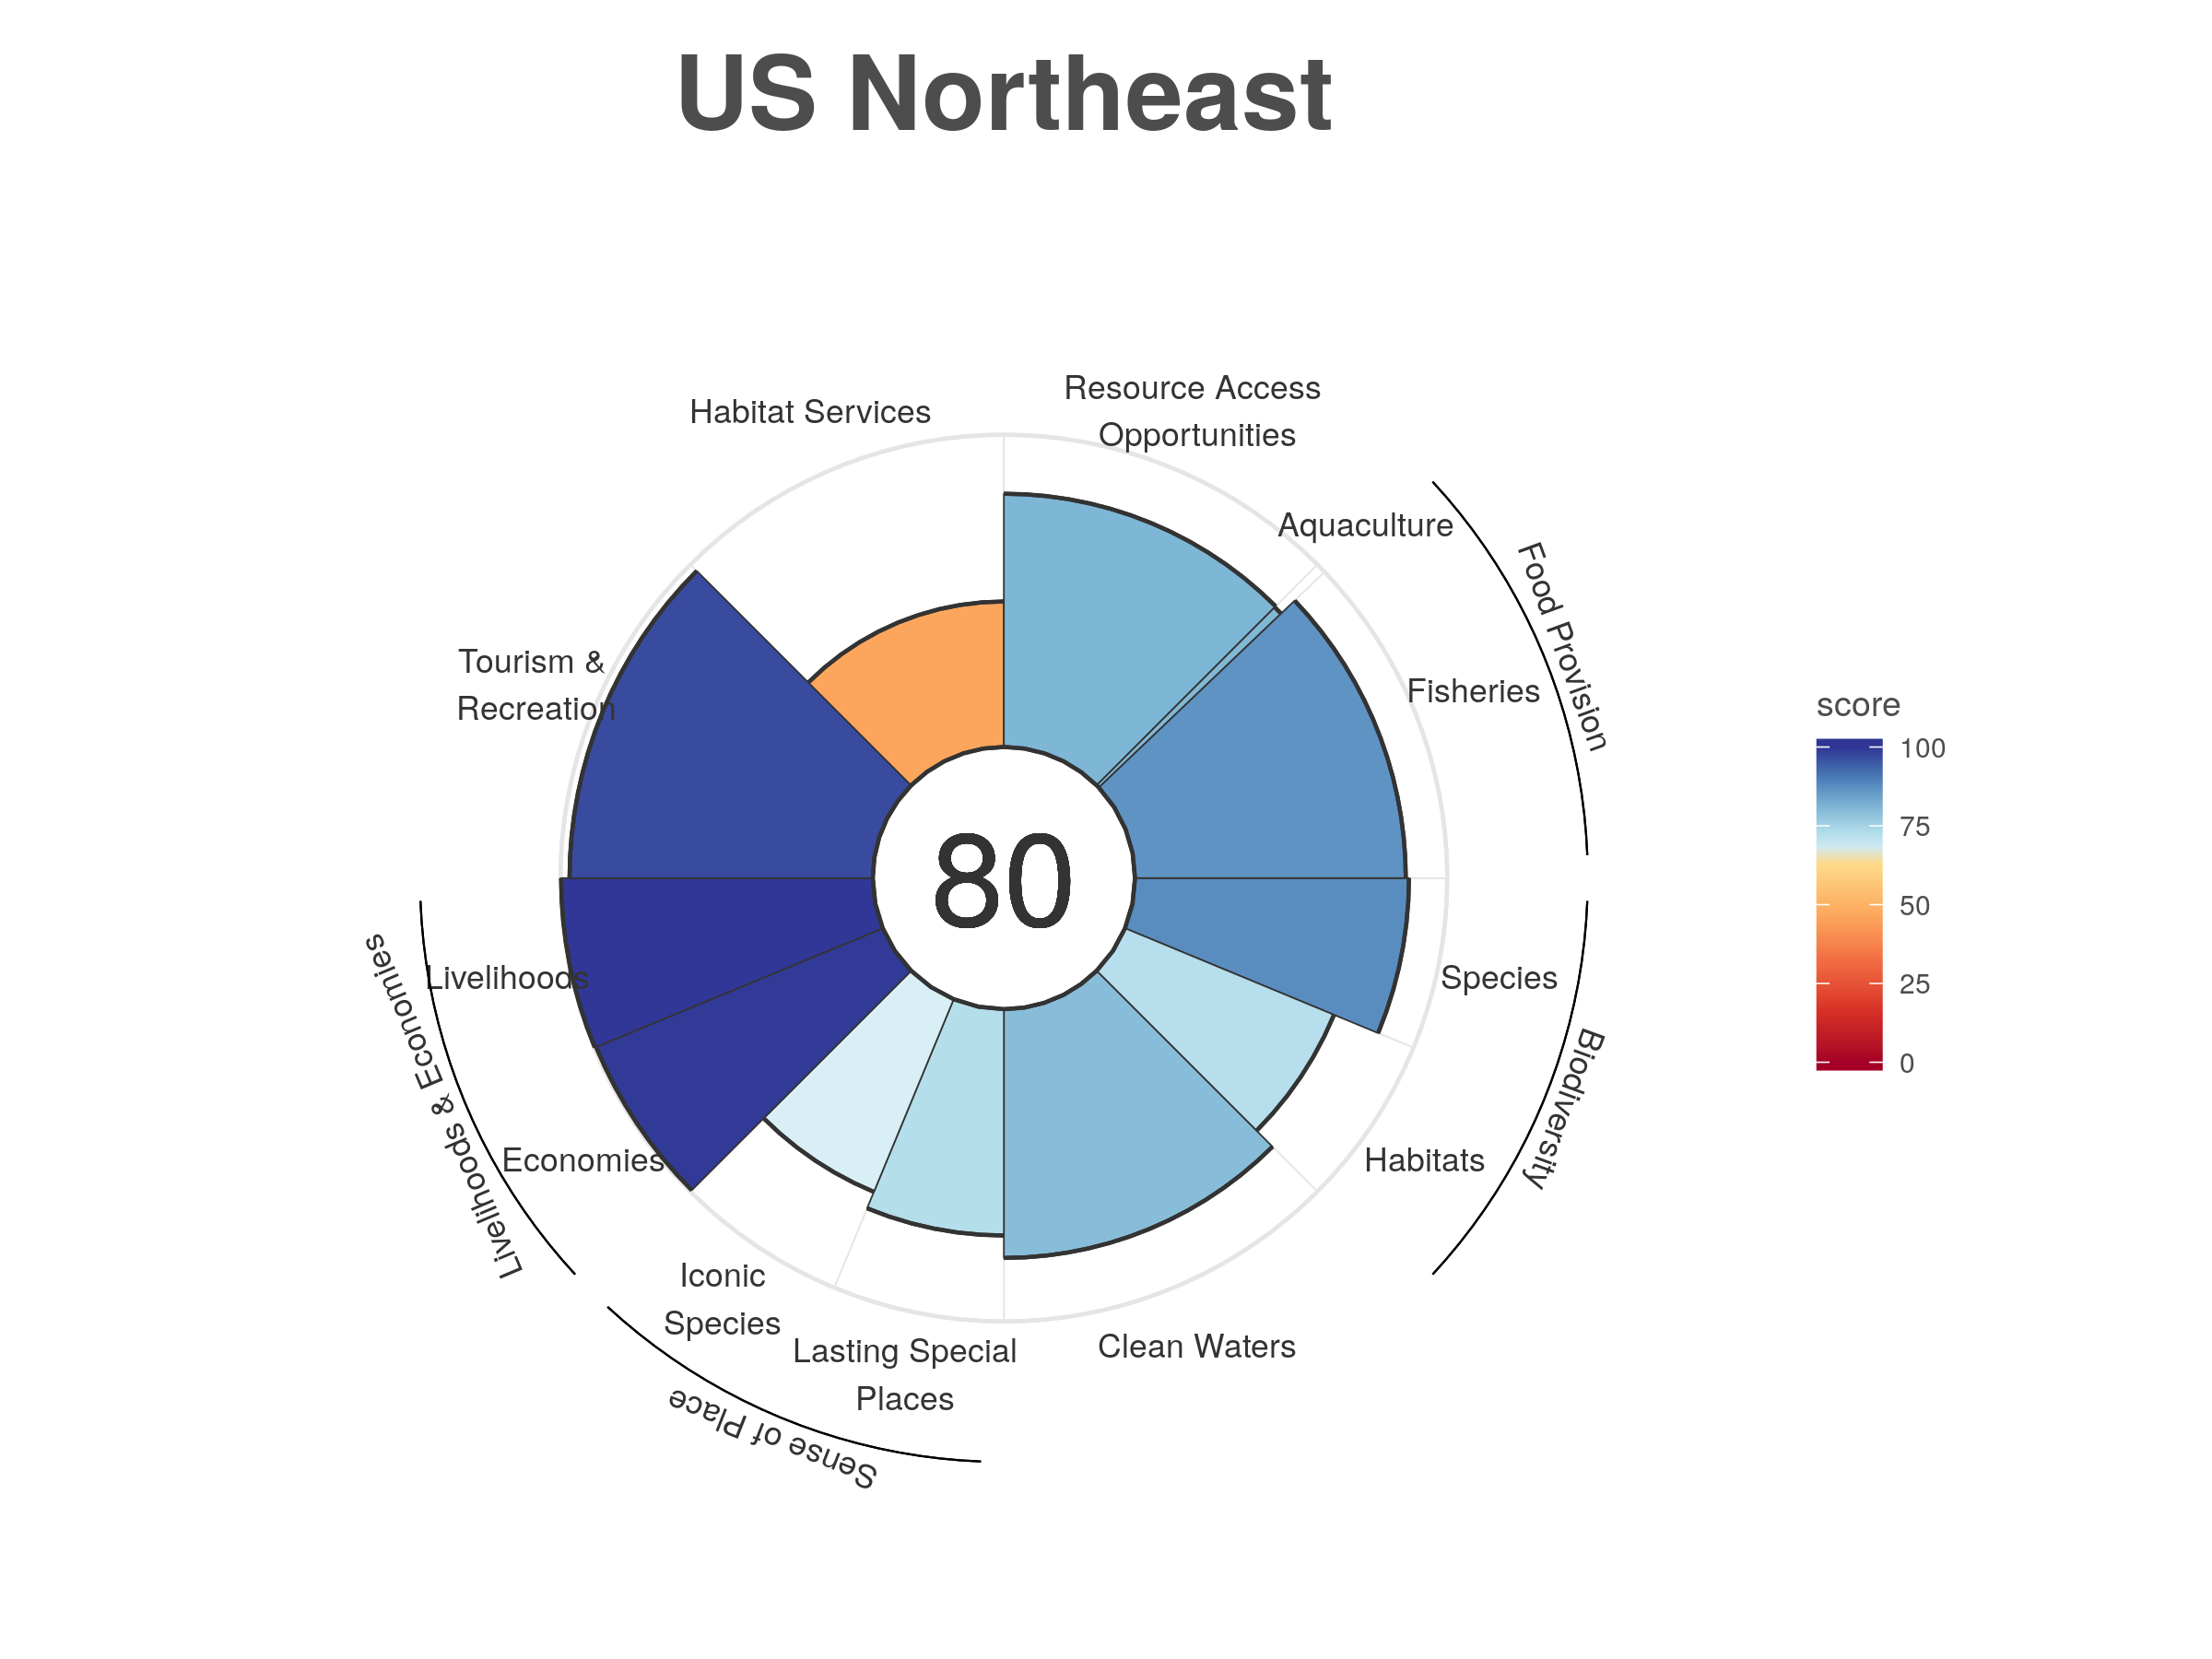 US Northeast
Habitat Services
Resource Access
Opportunities
Aquaculture
Food Provision
Fisheries
Tourism &
Recreation
80
Species
Biodiversity
Habitats
Livelihoods
Livelihoods & Economies
Economies
Iconic
Species
Lasting Special
Places
Clean Waters
Sense of Place
score
100
75
50
25
0